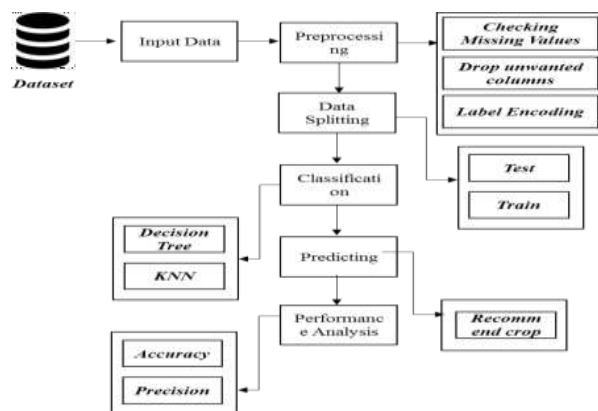 Dataset
Input Data
Preprocessi
ng
Checking
Missing Values
Drop unwanted
columns
Label Encoding
Data
Splitting
Test
Train
Classificati
on
Decision
Tree
KNN
Predicting
Recomm
end crop
Performanc
e Analysis
Accuracy
Precision